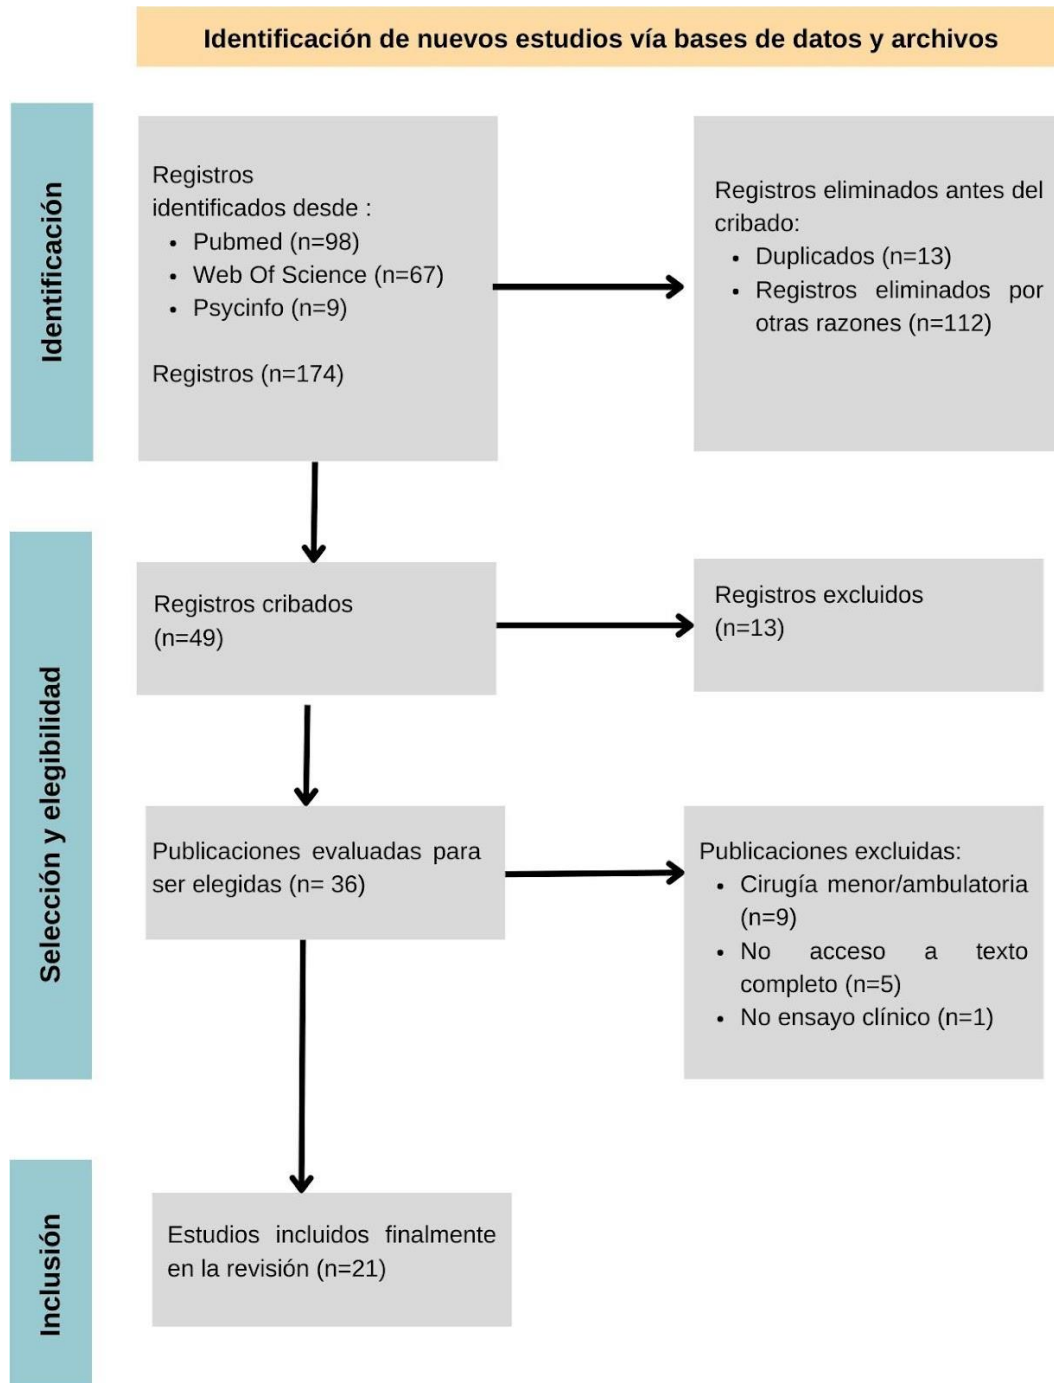 Identificación de nuevos estudios vía bases de datos y archivos
Identificación
Registros
identificados desde :
• Pubmed (n=98)
• Web Of Science (n=67)
• Psycinfo (n=9)
Registros (n=174)
Registros eliminados antes del
cribado:
• Duplicados (n=13)
• Registros eliminados por
otras razones (n=112)
Selección y elegibilidad
Registros cribados
(n=49)
Registros excluidos
(n=13)
Publicaciones evaluadas para
ser elegidas (n= 36)
Publicaciones excluidas:
• Cirugía menor/ambulatoria
(n=9)
• No acceso a texto
completo (n=5)
• No ensayo clínico (n=1)
Inclusión
Estudios incluidos finalmente
en la revisión (n=21)